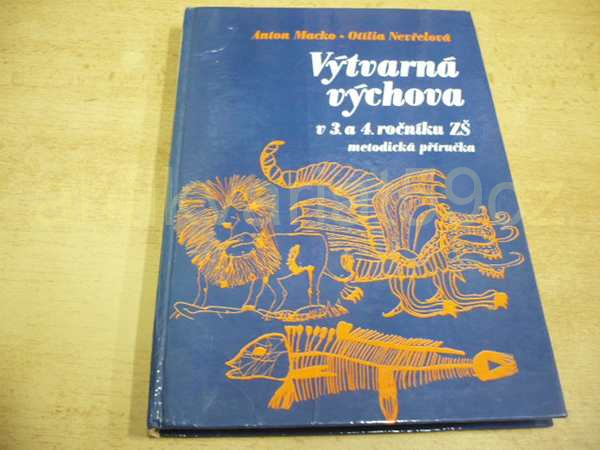 Anton Macko - Otília Nevřelová
Výtvarná
výchova
v 3. a 4. ročníku ZŠ
metodická příručka